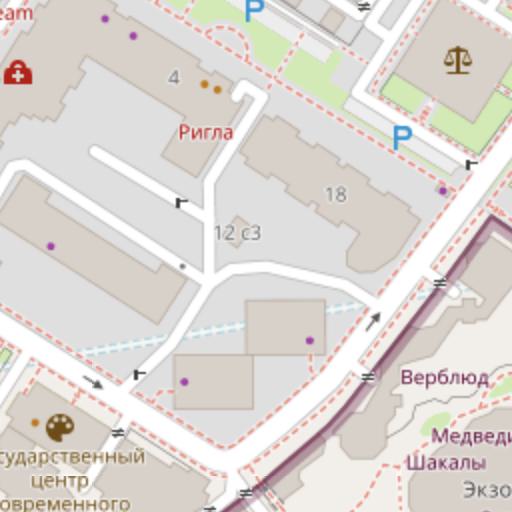 P
eam
4
Ригла
P
18
12 с3
Верблюд
Медведи
Шакалы
Экзо
сударственный
центр
овременного